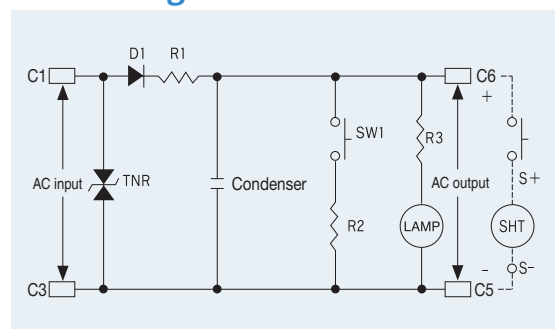 D1
R1
C1
C6
+
SW1
R3
S+
AC input
TNR
Condenser
AC output
R2
LAMP
SHT
-
S-
C3
C5